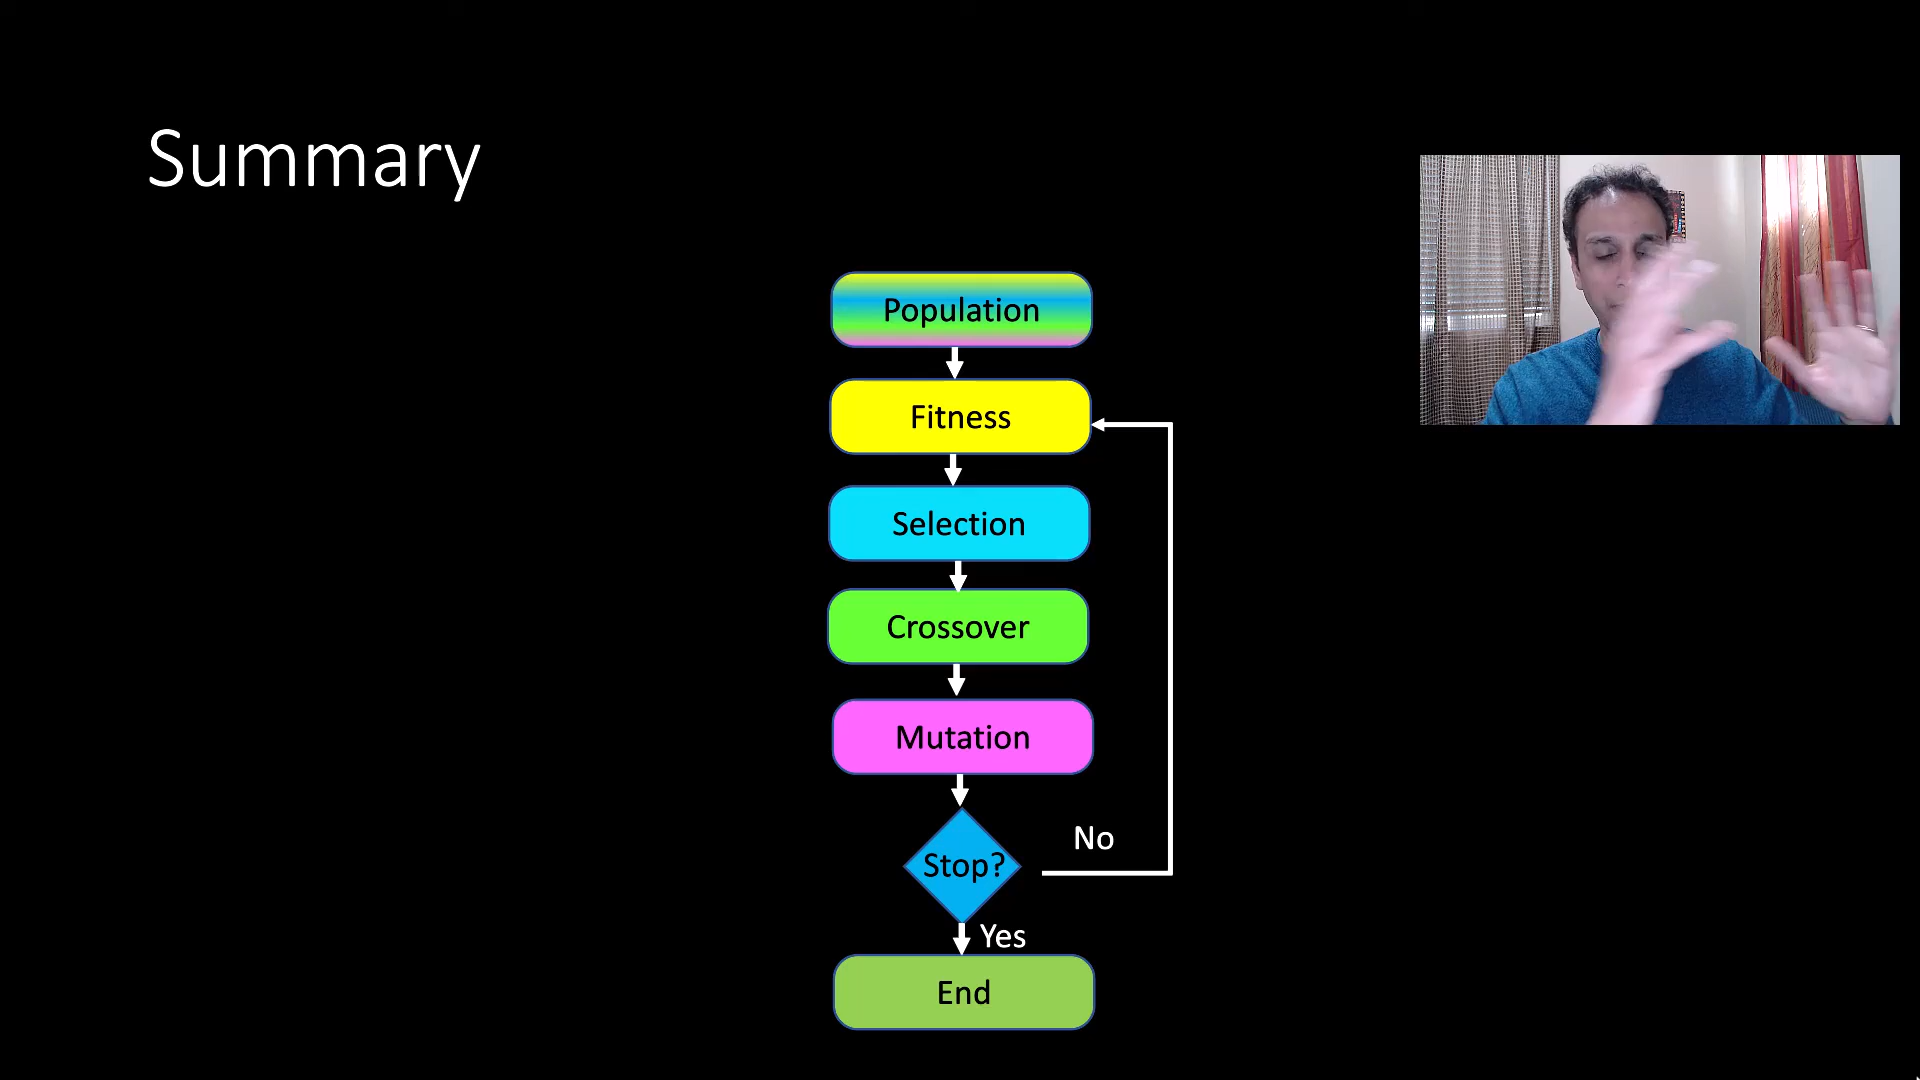 Summary
Population
Fitness
Selection
Crossover
Mutation
Stop?
No
Yes
End